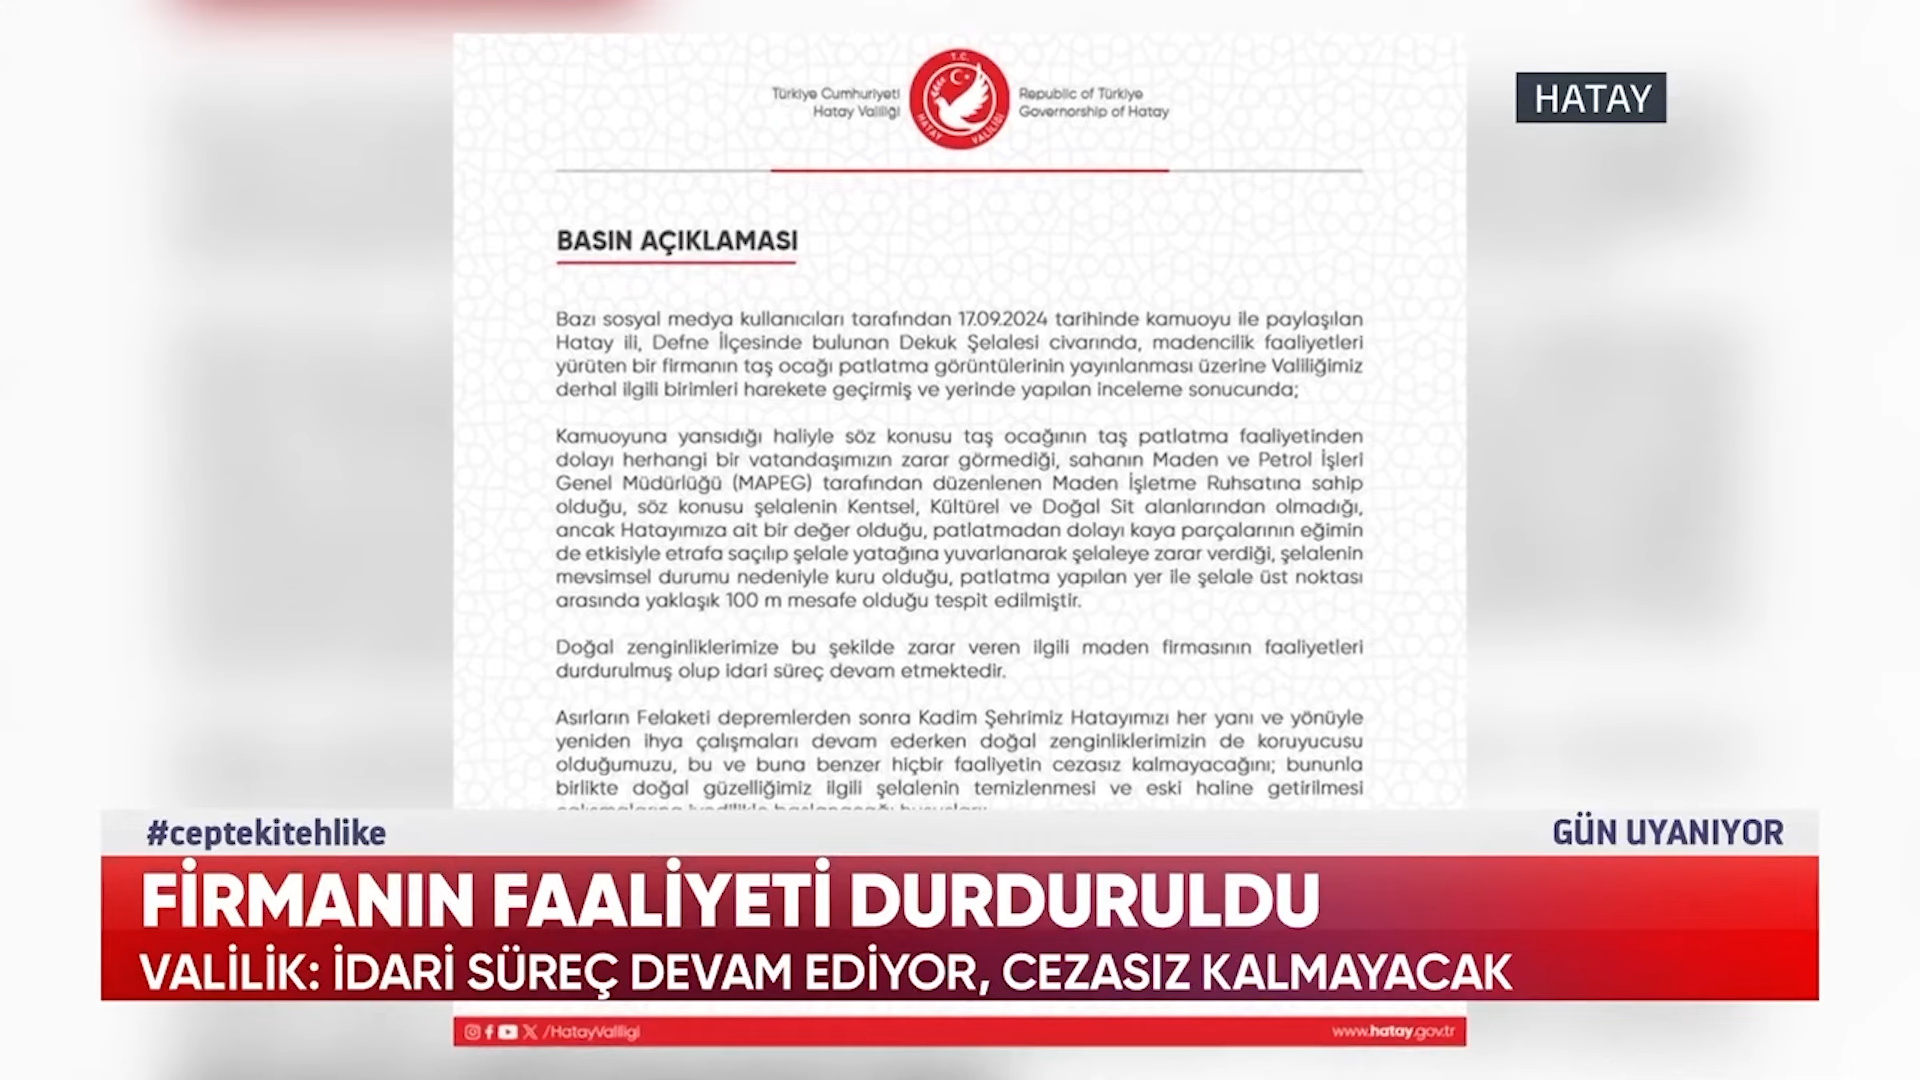 T.C.
HATAY VALİLİĞİ
Türkiye Cumhuriyeti
Hatay Valiliği
Republic of Türkiye
Governorship of Hatay
HATAY
BASIN AÇIKLAMASI
Bazı sosyal medya kullanıcıları tarafından 17.09.2024 tarihinde kamuoyu ile paylaşılan
Hatay ili, Defne İlçesinde bulunan Dekuk Şelalesi civarında, madencilik faaliyetleri
yürüten bir firmanın taş ocağı patlatma görüntülerinin yayınlanması üzerine Valiliğimiz
derhal ilgili birimleri harekete geçirmiş ve yerinde yapılan inceleme sonucunda;
Kamuoyuna yansıdığı haliyle söz konusu taş ocağının taş patlatma faaliyetinden
dolayı herhangi bir vatandaşımızın zarar görmediği, sahanın Maden ve Petrol İşleri
Genel Müdürlüğü (MAPEG) tarafından düzenlenen Maden İşletme Ruhsatına sahip
olduğu, söz konusu şelalenin Kentsel, Kültürel ve Doğal Sit alanlarından olmadığı,
ancak Hatayımıza ait bir değer olduğu, patlatmadan dolayı kaya parçalarının eğimin
de etkisiyle etrafa saçılıp şelale yatağına yuvarlanarak şelaleye zarar verdiği, şelalenin
mevsimsel durumu nedeniyle kuru olduğu, patlatma yapılan yer ile şelale üst noktası
arasında yaklaşık 100 m mesafe olduğu tespit edilmiştir.
Doğal zenginliklerimize bu şekilde zarar veren ilgili maden firmasının faaliyetleri
durdurulmuş olup idari süreç devam etmektedir.
Asırların Felaketi depremlerden sonra Kadim Şehrimiz Hatayımızı her yanı ve yönüyle
yeniden ihya çalışmaları devam ederken doğal zenginliklerimizin de koruyucusu
olduğumuzu, bu ve buna benzer hiçbir faaliyetin cezasız kalmayacağını; bununla
birlikte doğal güzelliğimiz ilgili şelalenin temizlenmesi ve eski haline getirilmesi
#ceptekitehlike
GÜN UYANIYOR
FİRMANIN FAALİYETİ DURDURULDU
VALİLİK: İDARİ SÜREÇ DEVAM EDİYOR, CEZASIZ KALMAYACAK
/HatayValiligi
www.hatay.gov.tr